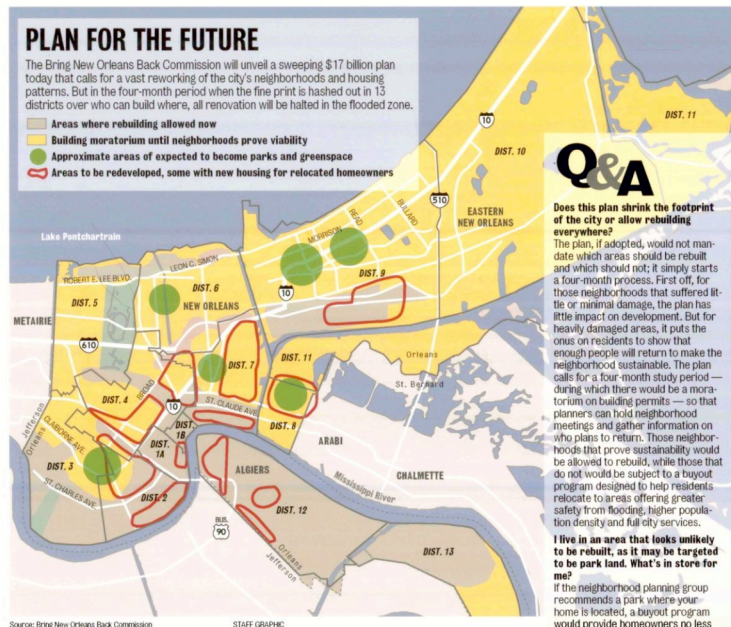 PLAN FOR THE FUTURE
The Bring New Orleans Back Commission will unveil a sweeping $17 billion plan
today that calls for a vast reworking of the city's neighborhoods and housing
patterns. But in the four-month period when the fine print is hashed out in 13
districts over who can build where, all renovation will be halted in the flooded zone.
Areas where rebuilding allowed now
Building moratorium until neighborhoods prove viability
Approximate areas of expected to become parks and greenspace
Areas to be redeveloped, some with new housing for relocated homeowners
DIST. 11
10
DIST. 10
510
EASTERN
NEW ORLEANS
BULLARD
READ
MORRISON
Lake Pontchartrain
LEON C. SIMON
ROBERT E. LEE BLVD.
DIST. 6
DIST. 9
10
DIST. 5
NEW ORLEANS
METAIRIE
610
DIST. 7
DIST. 11
Orleans
St. Bernard
DIST. 4
BROAD
10
ST. CLAUDE AVE.
Jefferson
Orleans
CLAIBORNE AVE.
DIST.
1B
DIST.
1A
DIST. 8
ARABI
DIST. 3
ALGIERS
CHALMETTE
Mississippi River
ST. CHARLES AVE.
DIST. 2
DIST. 12
BUS.
90
Orleans
Jefferson
DIST. 13
Source: Bring New Orleans Back Commission
STAFF GRAPHIC
Q&A
Does this plan shrink the footprint
of the city or allow rebuilding
everywhere?
The plan, if adopted, would not man-
date which areas should be rebuilt
and which should not; it simply starts
a four-month process. First off, for
those neighborhoods that suffered lit-
tle or minimal damage, the plan has
little impact on development. But for
heavily damaged areas, it puts the
onus on residents to show that
enough people will return to make the
neighborhood sustainable. The plan
calls for a four-month study period —
during which there would be a mora-
torium on building permits — so that
planners can hold neighborhood
meetings and gather information on
who plans to return. Those neighbor-
hoods that prove sustainability would
be allowed to rebuild, while those that
do not would be subject to a buyout
program designed to help residents
relocate to areas offering greater
safety from flooding, higher popula-
tion density and full city services.
I live in an area that looks unlikely
to be rebuilt, as it may be targeted
to be park land. What's in store for
me?
If the neighborhood planning group
recommends a park where your
home is located, a buyout program
would provide homeowners no less